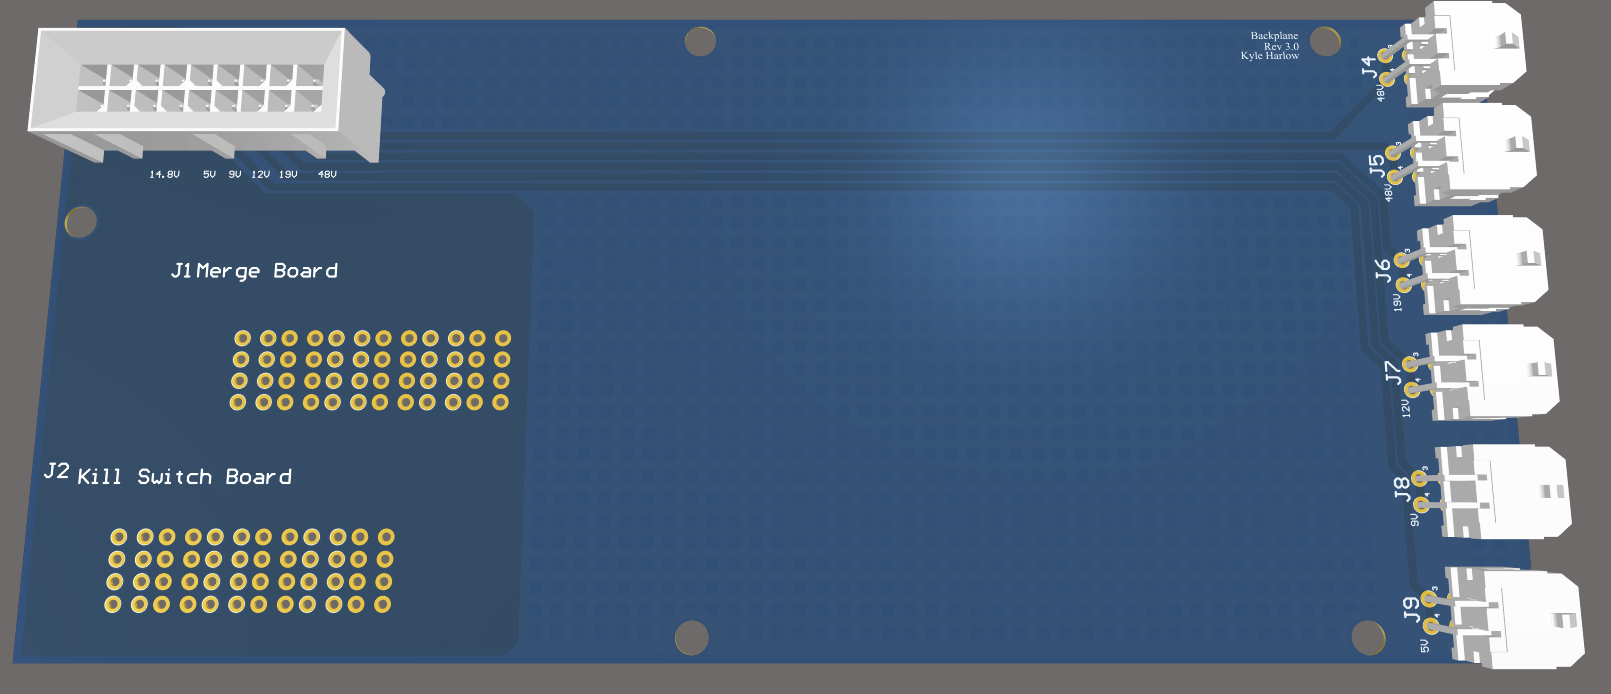 Backplane
Rev 3.0
Kyle Harlow
J4
48V
14.8V 5V 9V 12V 19V 48V
J5
48V
J1 Merge Board
J6
19V
J7
12V
J2 Kill Switch Board
J8
9V
J9
5V